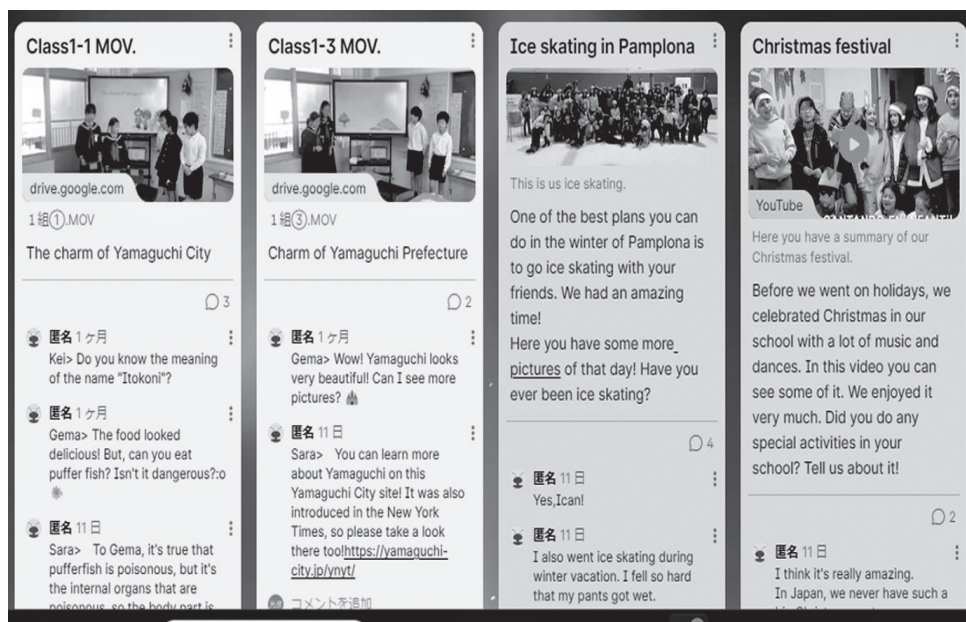 Class1-1 MOV.
drive.google.com
1組①.MOV
The charm of Yamaguchi City
3
匿名 1ヶ月
Kei> Do you know the meaning
of the name "Itokoni"?
匿名 1ヶ月
Gema> The food looked
delicious! But, can you eat
puffer fish? Isn't it dangerous?:o
匿名 11日
Sara> To Gema, it's true that
pufferfish is poisonous, but it's
the internal organs that are
poisonous, so the body part is
Class1-3 MOV.
drive.google.com
1組③.MOV
Charm of Yamaguchi Prefecture
2
匿名 1ヶ月
Gema> Wow! Yamaguchi looks
very beautiful! Can I see more
pictures?
匿名 11日
Sara> You can learn more
about Yamaguchi on this
Yamaguchi City site! It was also
introduced in the New York
Times, so please take a look
there too!https://yamaguchi-
city.jp/ynyt/
コメントを追加
Ice skating in Pamplona
This is us ice skating.
One of the best plans you can
do in the winter of Pamplona is
to go ice skating with your
friends. We had an amazing
time!
Here you have some more
pictures of that day! Have you
ever been ice skating?
4
匿名 11日
Yes,Ican!
匿名 11日
I also went ice skating during
winter vacation. I fell so hard
that my pants got wet.
Christmas festival
YouTube
Here you have a summary of our
Christmas festival.
Before we went on holidays, we
celebrated Christmas in our
school with a lot of music and
dances. In this video you can
see some of it. We enjoyed it
very much. Did you do any
special activities in your
school? Tell us about it!
2
匿名 11日
I think it's really amazing.
In Japan, we never have such a